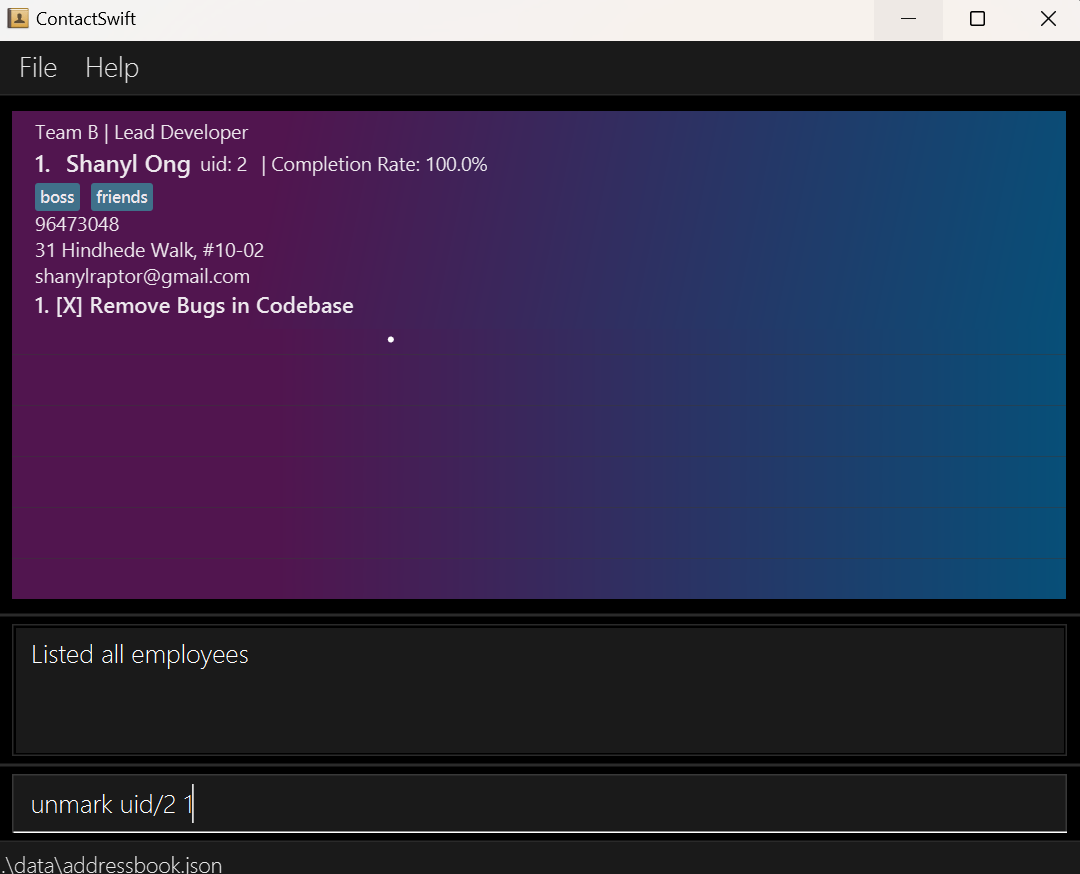 ContactSwift
File Help
Team B | Lead Developer
1. Shanyl Ong uid: 2 | Completion Rate: 100.0%
boss friends
96473048
31 Hindhede Walk, #10-02
shanylraptor@gmail.com
1. [X] Remove Bugs in Codebase
Listed all employees
unmark uid/2 1
.\data\addressbook.json